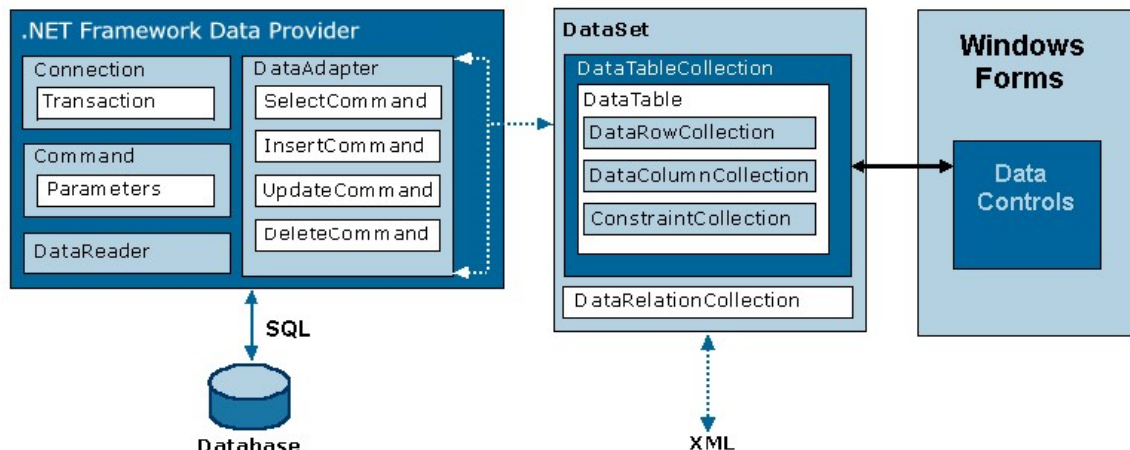 .NET Framework Data Provider
Connection
Transaction
Command
Parameters
DataReader
DataAdapter
SelectCommand
InsertCommand
UpdateCommand
DeleteCommand
SQL
Database
DataSet
DataTableCollection
DataTable
DataRowCollection
DataColumnCollection
ConstraintCollection
DataRelationCollection
XML
Windows
Forms
Data
Controls